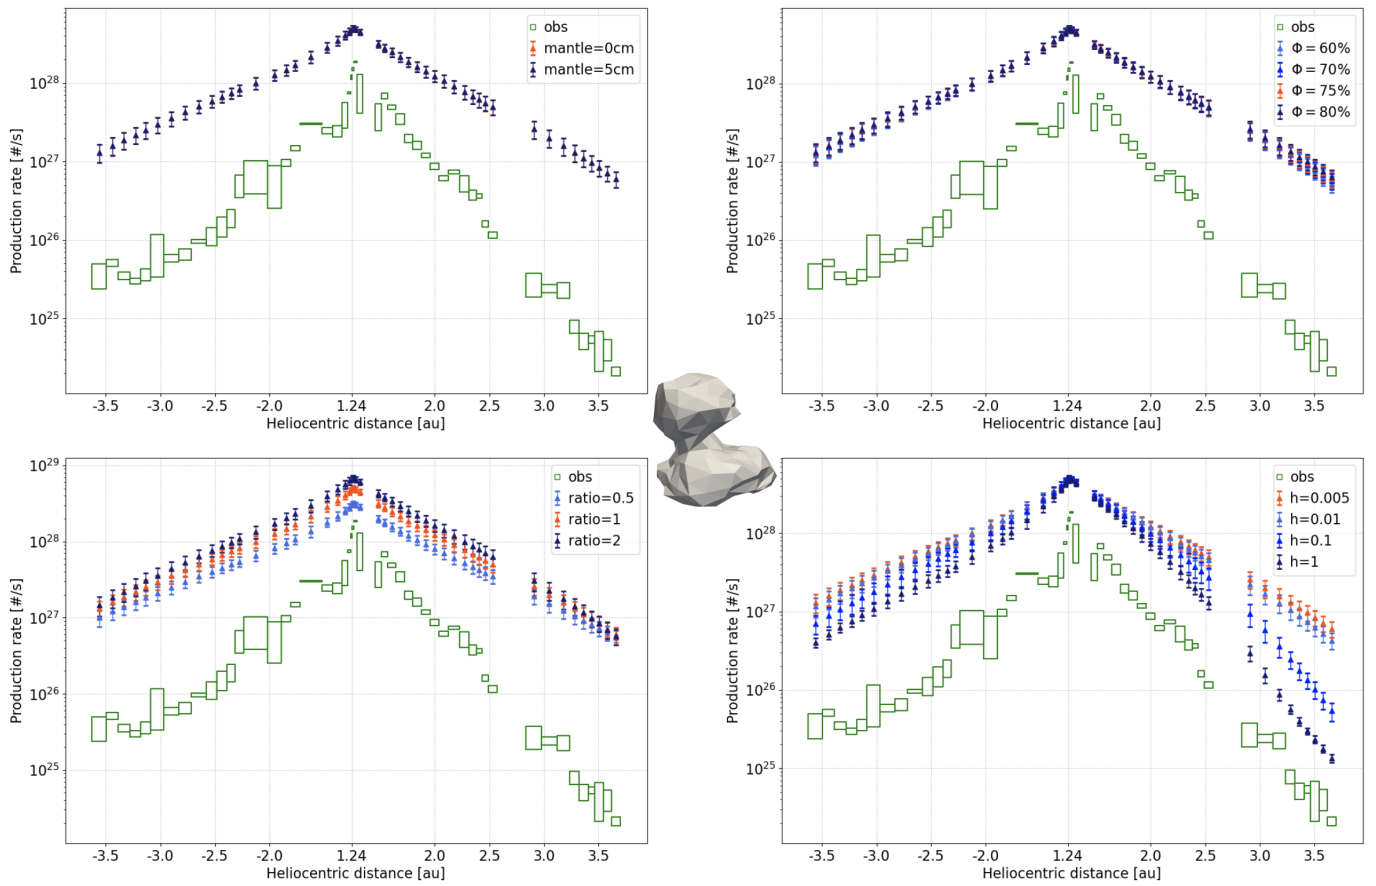 obs
mantle=0cm
mantle=5cm
10^28
10^27
10^26
10^25
Production rate [#/s]
-3.5 -3.0 -2.5 -2.0 1.24 2.0 2.5 3.0 3.5
Heliocentric distance [au]
obs
Φ = 60%
Φ = 70%
Φ = 75%
Φ = 80%
10^28
10^27
10^26
10^25
Production rate [#/s]
-3.5 -3.0 -2.5 -2.0 1.24 2.0 2.5 3.0 3.5
Heliocentric distance [au]
obs
ratio=0.5
ratio=1
ratio=2
10^29
10^28
10^27
10^26
10^25
Production rate [#/s]
-3.5 -3.0 -2.5 -2.0 1.24 2.0 2.5 3.0 3.5
Heliocentric distance [au]
obs
h=0.005
h=0.01
h=0.1
h=1
10^28
10^27
10^26
10^25
Production rate [#/s]
-3.5 -3.0 -2.5 -2.0 1.24 2.0 2.5 3.0 3.5
Heliocentric distance [au]